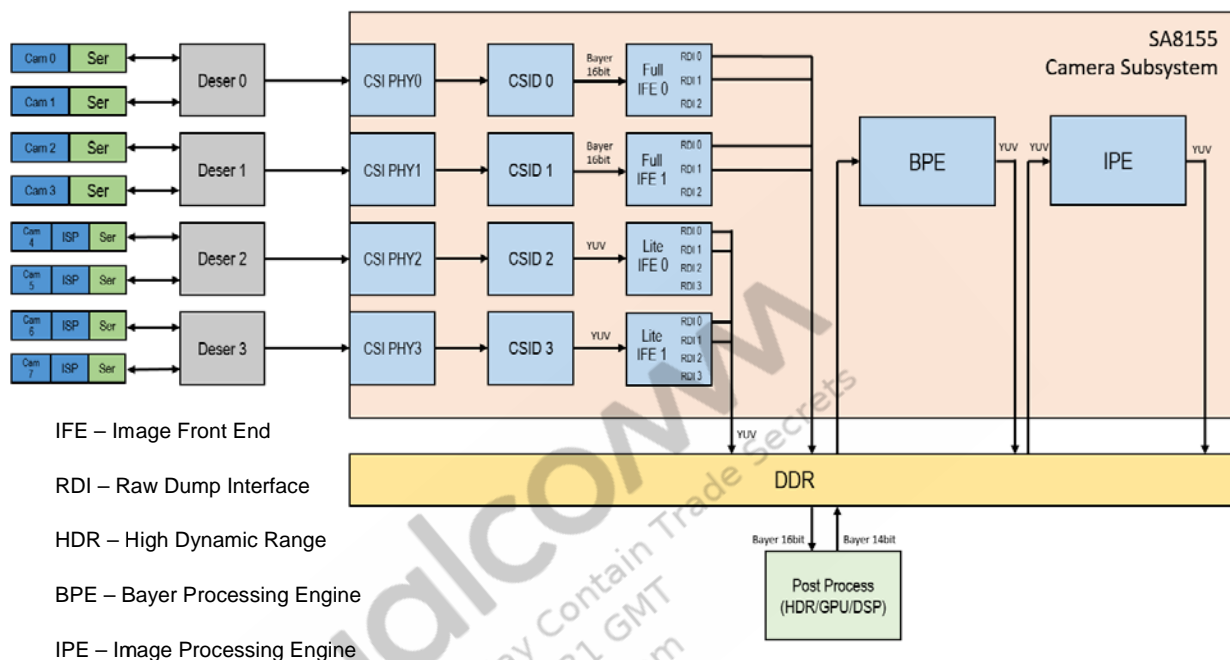 SA8155
Camera Subsystem
Cam 0 Ser
Cam 1 Ser
Deser 0
CSI PHY0
CSID 0
Bayer
16bit
Full
IFE 0
RDI 0
RDI 1
RDI 2
Cam 2 Ser
Cam 3 Ser
Deser 1
CSI PHY1
CSID 1
Bayer
16bit
Full
IFE 1
RDI 0
RDI 1
RDI 2
BPE
YUV
YUV
IPE
YUV
Cam
4 ISP Ser
Cam
5 ISP Ser
Deser 2
CSI PHY2
CSID 2
YUV
Lite
IFE 0
RDI 0
RDI 1
RDI 2
RDI 3
Cam
6 ISP Ser
Cam
7 ISP Ser
Deser 3
CSI PHY3
CSID 3
YUV
Lite
IFE 1
RDI 0
RDI 1
RDI 2
RDI 3
YUV
DDR
Bayer 16bit
Bayer 14bit
Post Process
(HDR/GPU/DSP)
IFE – Image Front End
RDI – Raw Dump Interface
HDR – High Dynamic Range
BPE – Bayer Processing Engine
IPE – Image Processing Engine
alcomm
ay Contain Trade Secrets
GMT